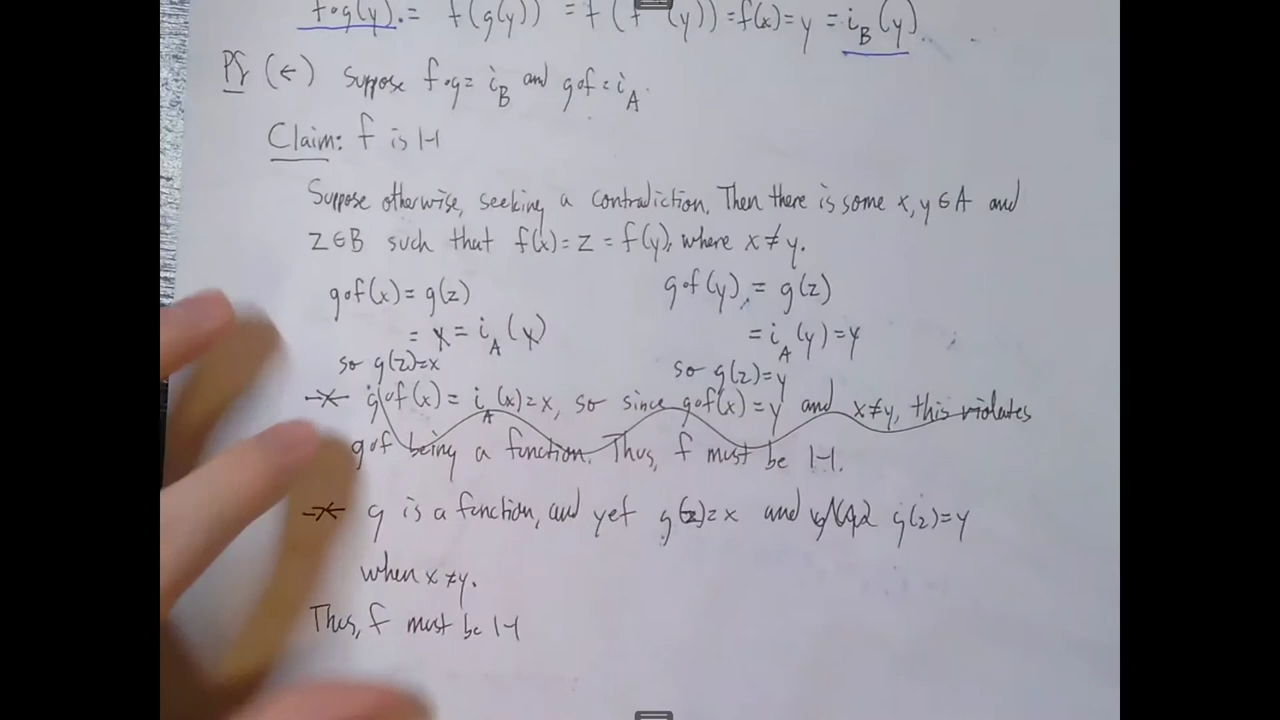 f∘g(y) = f(g(y)) = f(f (y)) = f(x) = y = i_B(y).
Pf (←) Suppose f∘g = i_B and g∘f = i_A.
Claim: f is 1-1
Suppose otherwise, seeking a contradiction. Then there is some x, y ∈ A and
z ∈ B such that f(x) = z = f(y), where x ≠ y.
g∘f(x) = g(z) g∘f(y) = g(z)
= x = i_A(x) = i_A(y) = y
so g(z) = x so g(z) = y
→← g∘f(x) = i_A(x) = x, so since g∘f(x) = y and x ≠ y, this violates
g∘f being a function. Thus, f must be 1-1.
→← g is a function, and yet g(z) = x and g(z) = y
when x ≠ y.
Thus, f must be 1-1